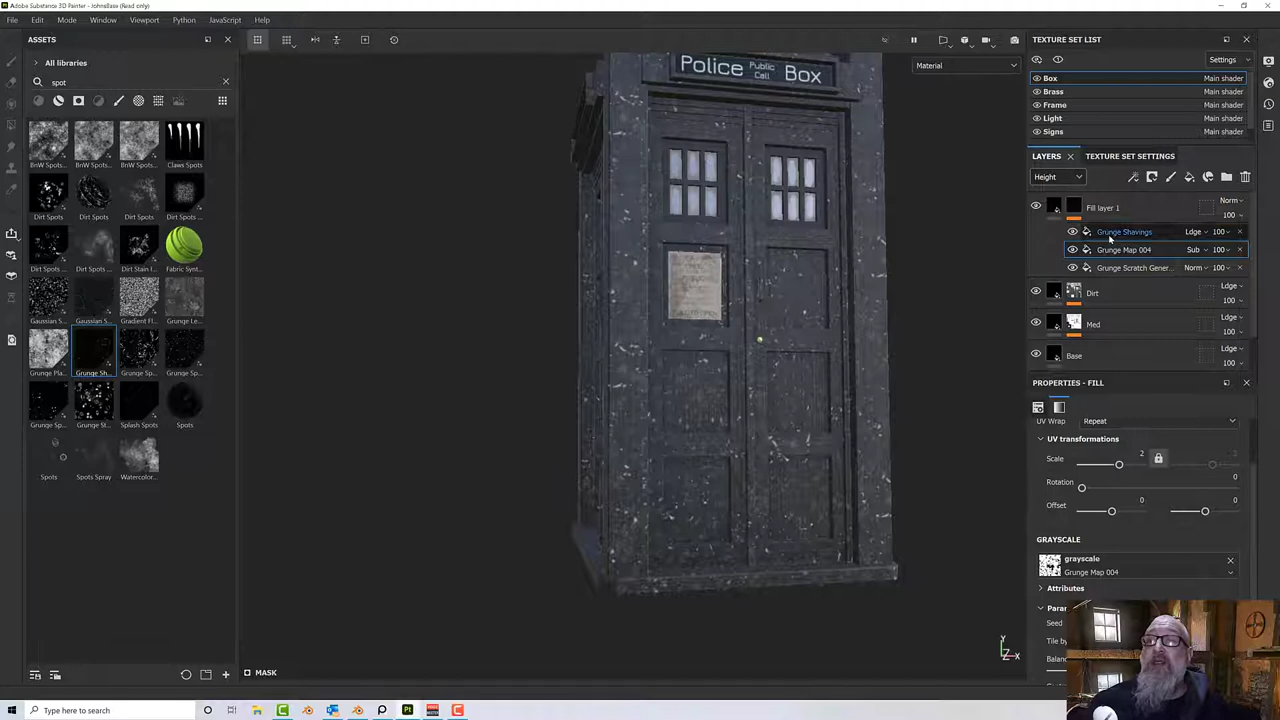 Adobe Substance 3D Painter - JohnsBase (Read only)
File Edit Mode Window Viewport Python JavaScript Help
ASSETS
All libraries
spot
BnW Spots... BnW Spots... BnW Spots... Claws Spots
Dirt Spots Dirt Spots Dirt Spots Dirt Spots ...
Dirt Spots ... Dirt Spots ... Dirt Stain I... Fabric Synt...
Gaussian S... Gaussian S... Gradient Fl... Grunge Le...
Grunge Pla... Grunge Sh... Grunge Sp... Grunge Sp...
Grunge Sp... Grunge St... Splash Spots Spots
Spots Spots Spray Watercolor...
Police Public Call Box
Material
MASK
Y
Z X
TEXTURE SET LIST
Settings
Box Main shader
Brass Main shader
Frame Main shader
Light Main shader
Signs Main shader
LAYERS TEXTURE SET SETTINGS
Height
Fill layer 1 Norm 100
Grunge Shavings Ldge 100
Grunge Map 004 Sub 100
Grunge Scratch Gener... Norm 100
Dirt Ldge 100
Med Ldge 100
Base Ldge 100
PROPERTIES - FILL
UV Wrap Repeat
UV transformations
Scale 2
Rotation 0
Offset 0 0
GRAYSCALE
grayscale
Grunge Map 004
Attributes
Para
Seed
Tile by
Balanc
Type here to search